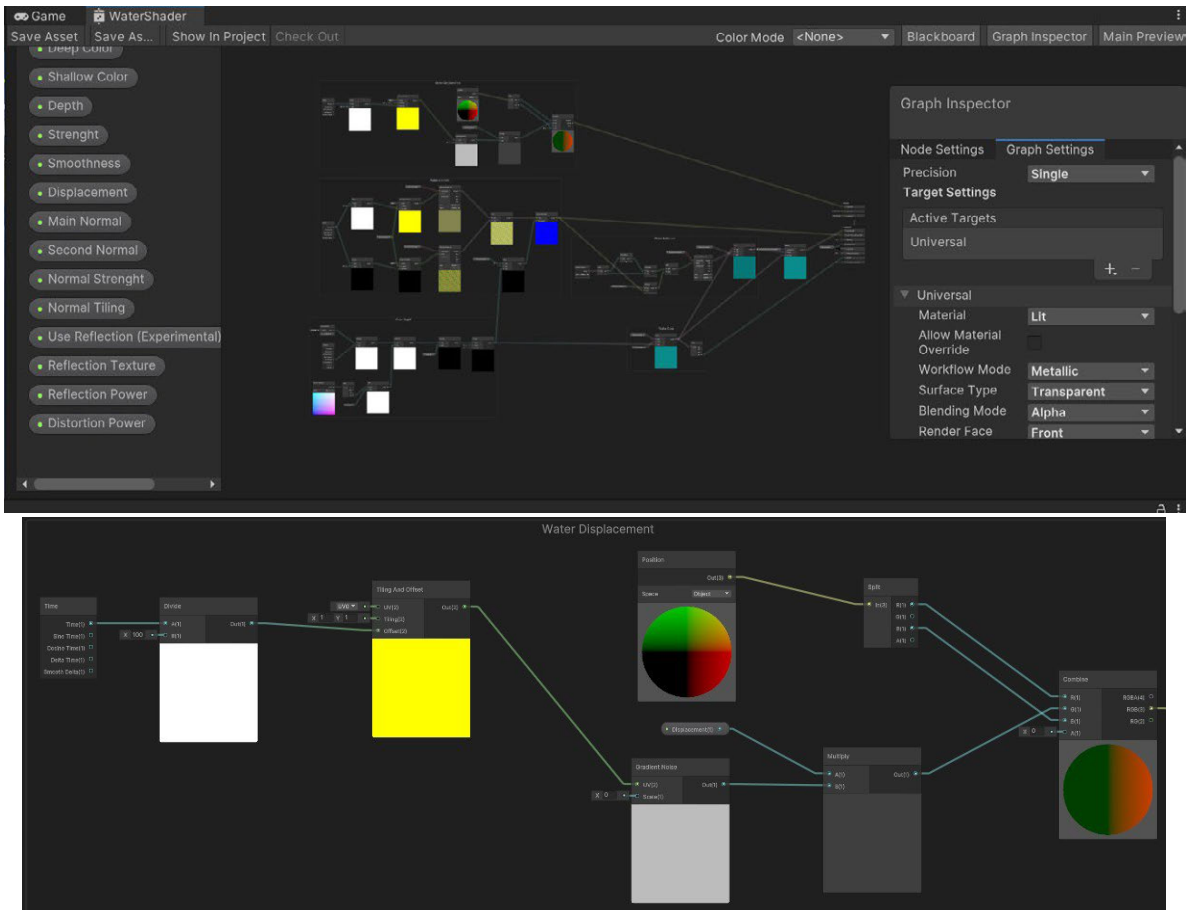 Game WaterShader
Save Asset Save As... Show In Project Check Out Color Mode <None> Blackboard Graph Inspector Main Preview
Deep Color
Shallow Color
Depth
Strenght
Smoothness
Displacement
Main Normal
Second Normal
Normal Strenght
Normal Tiling
Use Reflection (Experimental)
Reflection Texture
Reflection Power
Distortion Power
Graph Inspector
Node Settings Graph Settings
Precision Single
Target Settings
Active Targets
Universal
Universal
Material Lit
Allow Material
Override
Workflow Mode Metallic
Surface Type Transparent
Blending Mode Alpha
Render Face Front
Water Displacement
Time
Time(1)
Sine Time(1)
Cosine Time(1)
Delta Time(1)
Smooth Delta(1)
Divide
A(1) Out(1)
X 100 B(1)
Tiling And Offset
UV0 UV(2) Out(2)
X 1 Y 1 Tiling(2)
Offset(2)
Position
Out(3)
Space Object
Displacement(1)
Gradient Noise
UV(2) Out(1)
X 0 Scale(1)
Split
In(3) R(1)
G(1)
B(1)
A(1)
Multiply
A(1) Out(1)
B(1)
Combine
R(1) RGBA(4)
G(1) RGB(3)
B(1) RG(2)
X 0 A(1)